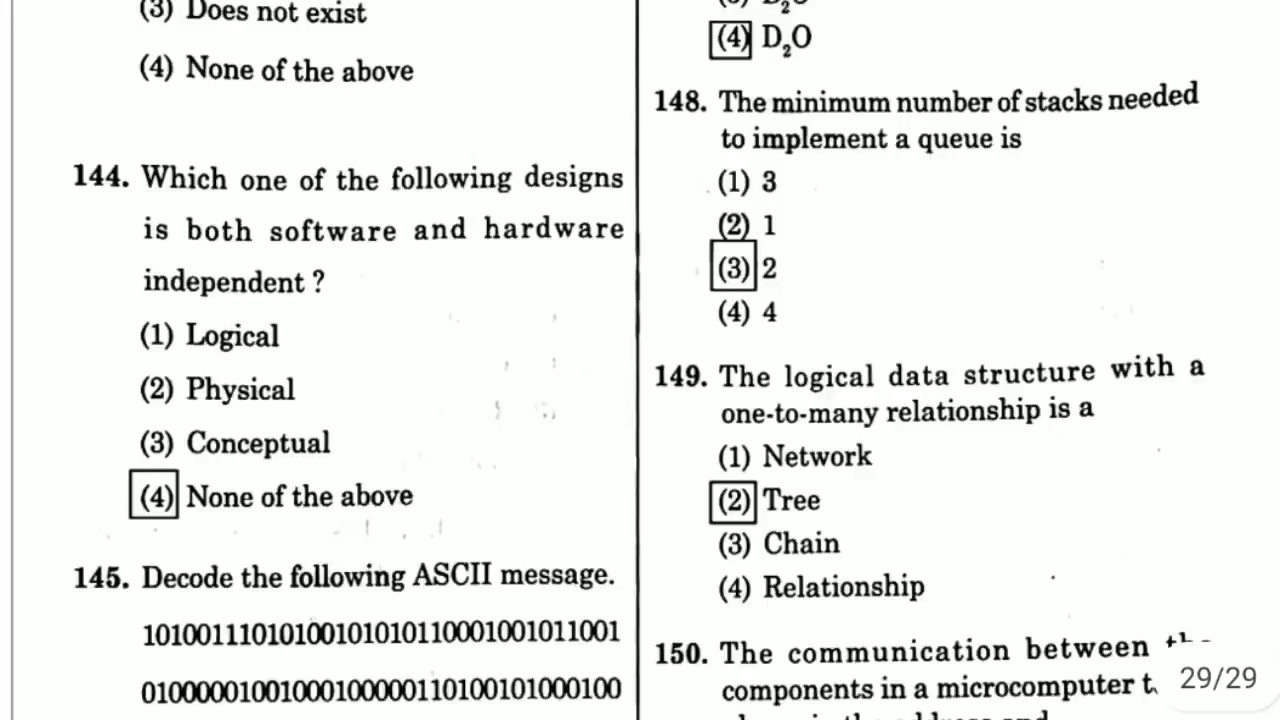 (3) Does not exist
(4) None of the above
144. Which one of the following designs
is both software and hardware
independent ?
(1) Logical
(2) Physical
(3) Conceptual
(4) None of the above
145. Decode the following ASCII message.
10100111010100101010110001001011001
01000001001000100000110100101000100
(4) D₂O
148. The minimum number of stacks needed
to implement a queue is
(1) 3
(2) 1
(3) 2
(4) 4
149. The logical data structure with a
one-to-many relationship is a
(1) Network
(2) Tree
(3) Chain
(4) Relationship
150. The communication between
components in a microcomputer
29/29